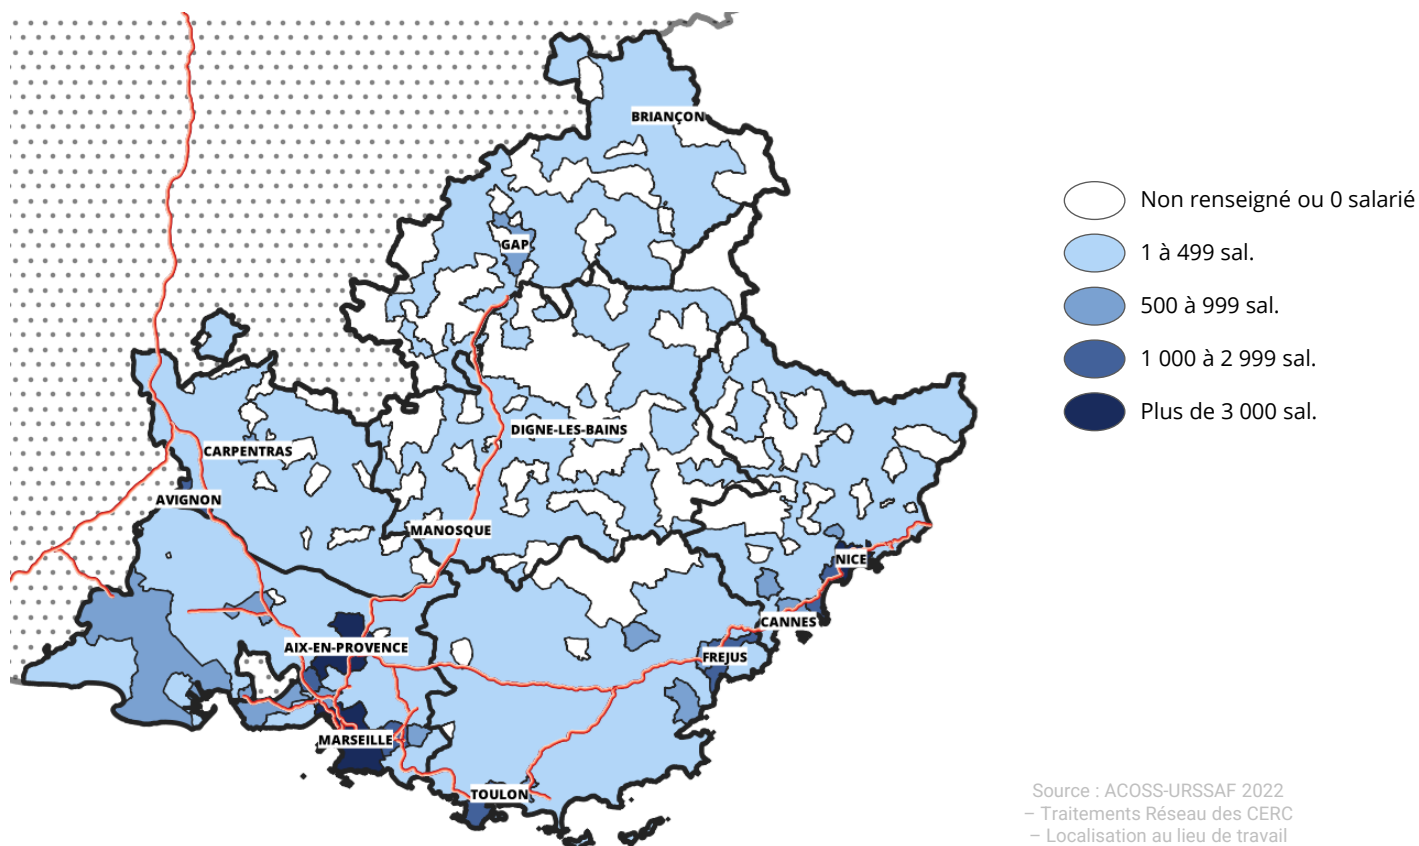 BRIANÇON
GAP
DIGNE-LES-BAINS
CARPENTRAS
AVIGNON
MANOSQUE
NICE
CANNES
AIX-EN-PROVENCE
FREJUS
MARSEILLE
TOULON
Non renseigné ou 0 salarié
1 à 499 sal.
500 à 999 sal.
1 000 à 2 999 sal.
Plus de 3 000 sal.
Source : ACOSS-URSSAF 2022
– Traitements Réseau des CERC
– Localisation au lieu de travail